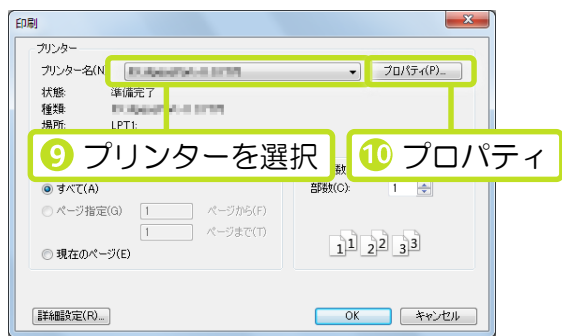 印刷
プリンター
プリンター名(N
プロパティ(P)...
状態: 準備完了
種類:
場所: LPT1:
❾ プリンターを選択
❿ プロパティ
すべて(A)
部数(C): 1
ページ指定(G) 1 ページから(F)
1 ページまで(T)
現在のページ(E)
11 22 33
詳細設定(R)...
OK
キャンセル